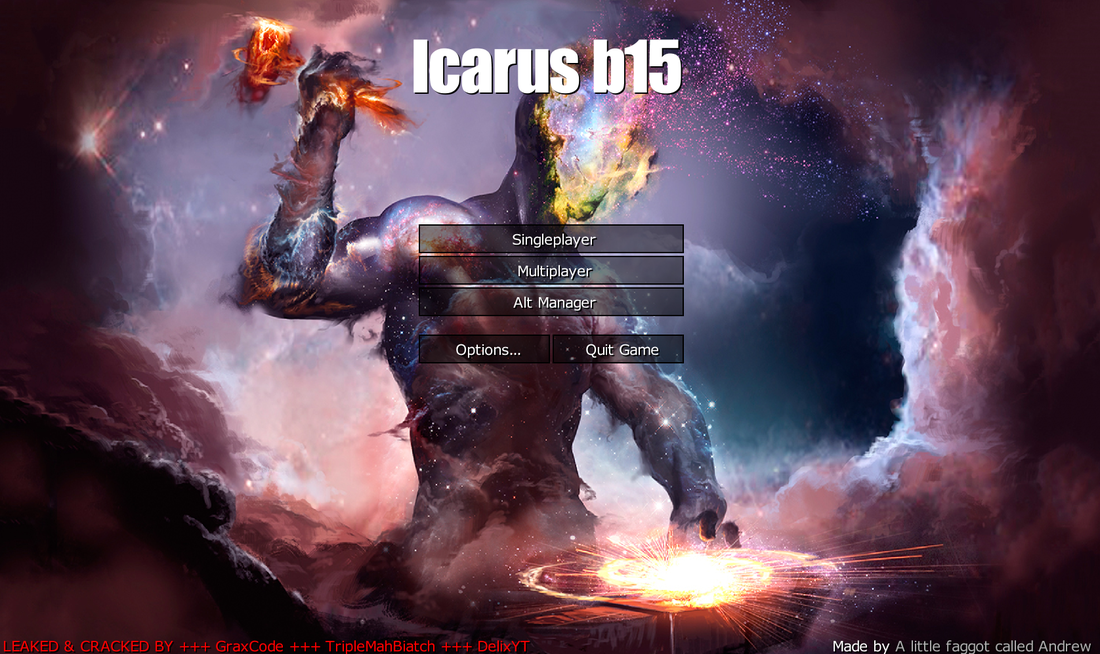 Icarus b15
Singleplayer
Multiplayer
Alt Manager
Options... Quit Game
LEAKED & CRACKED BY +++ GraxCode +++ TripleMahBiatch +++ DelixYT
Made by A little faggot called Andrew